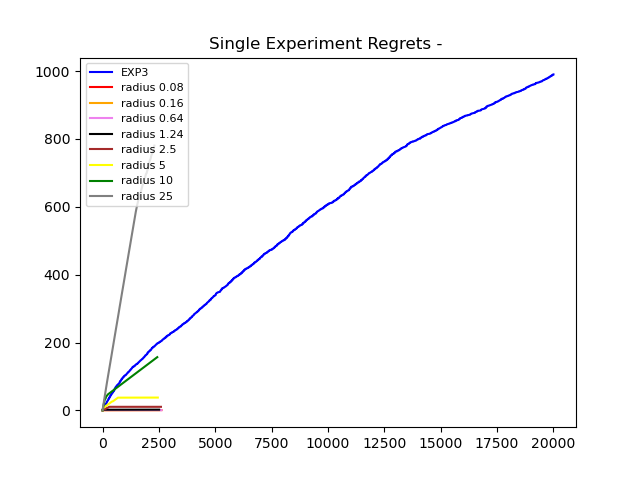 Single Experiment Regrets -
1000
800
600
400
200
0
EXP3
radius 0.08
radius 0.16
radius 0.64
radius 1.24
radius 2.5
radius 5
radius 10
radius 25
0 2500 5000 7500 10000 12500 15000 17500 20000